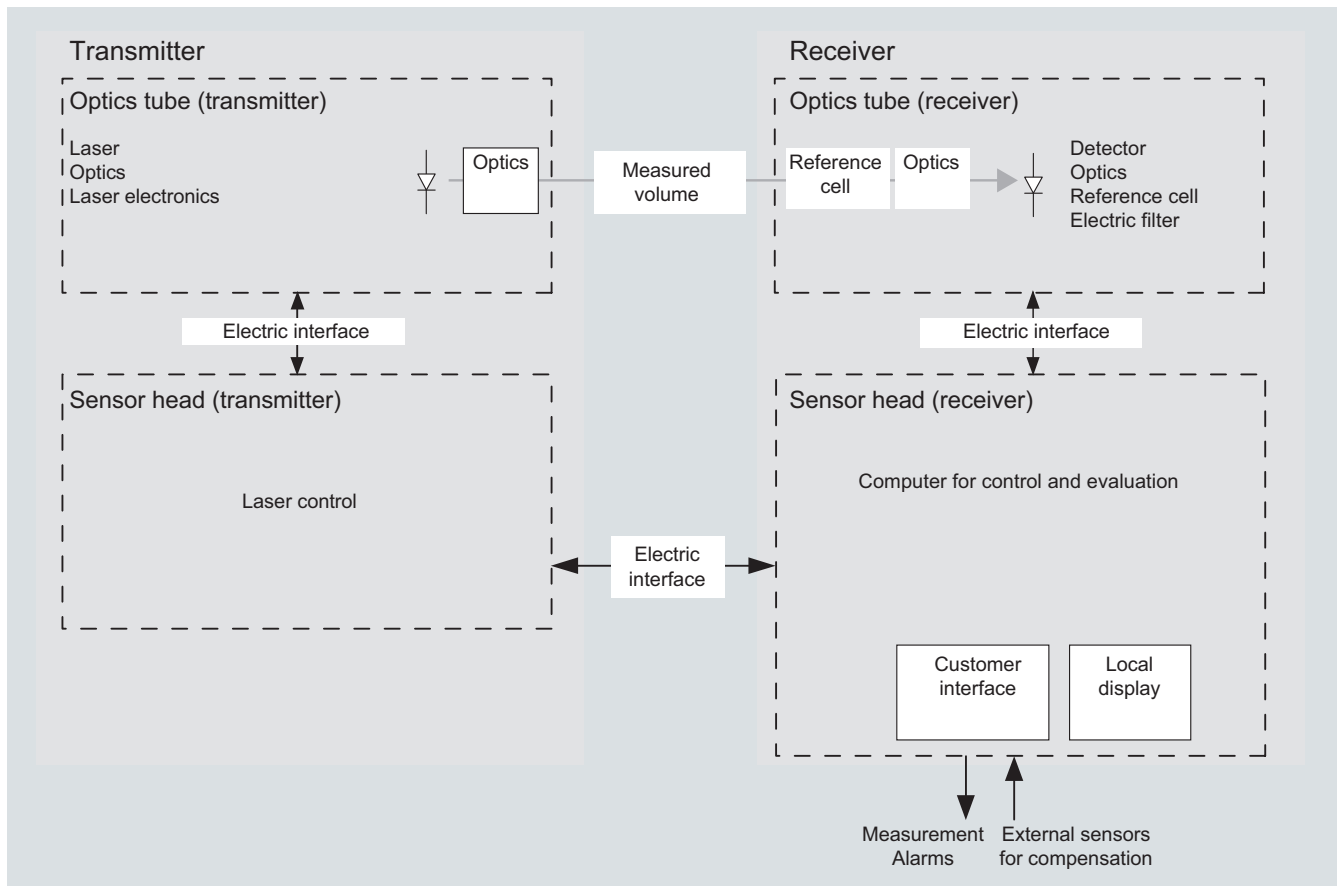 Transmitter
Optics tube (transmitter)
Laser
Optics
Laser electronics
Optics
Measured
volume
Receiver
Optics tube (receiver)
Reference
cell
Optics
Detector
Optics
Reference cell
Electric filter
Electric interface
Electric interface
Sensor head (transmitter)
Laser control
Electric
interface
Sensor head (receiver)
Computer for control and evaluation
Customer
interface
Local
display
Measurement
Alarms
External sensors
for compensation